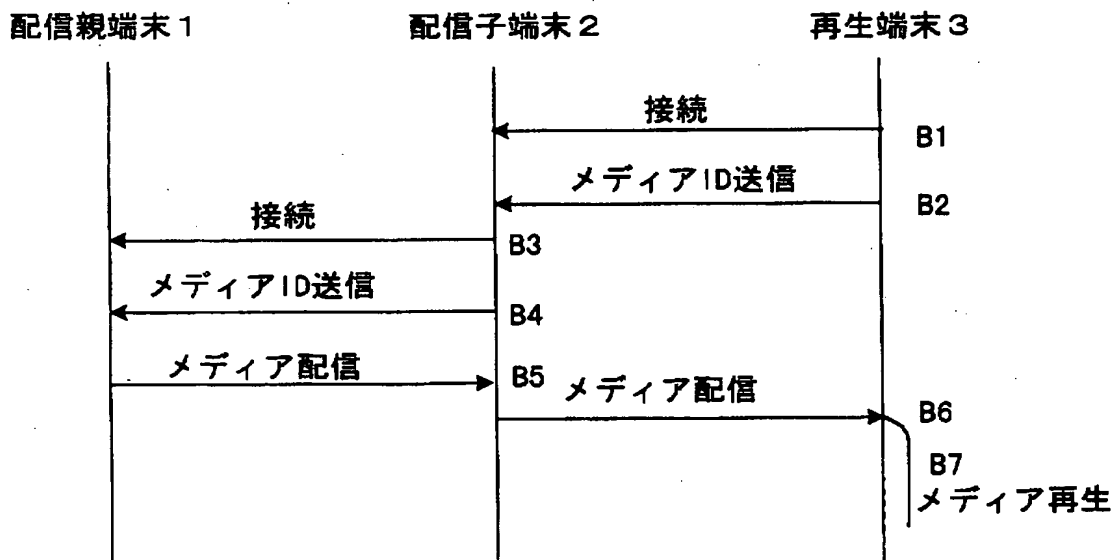 配信親端末1
配信子端末2
再生端末3
接続
B1
メディアID送信
B2
接続
B3
メディアID送信
B4
メディア配信
B5
メディア配信
B6
B7
メディア再生